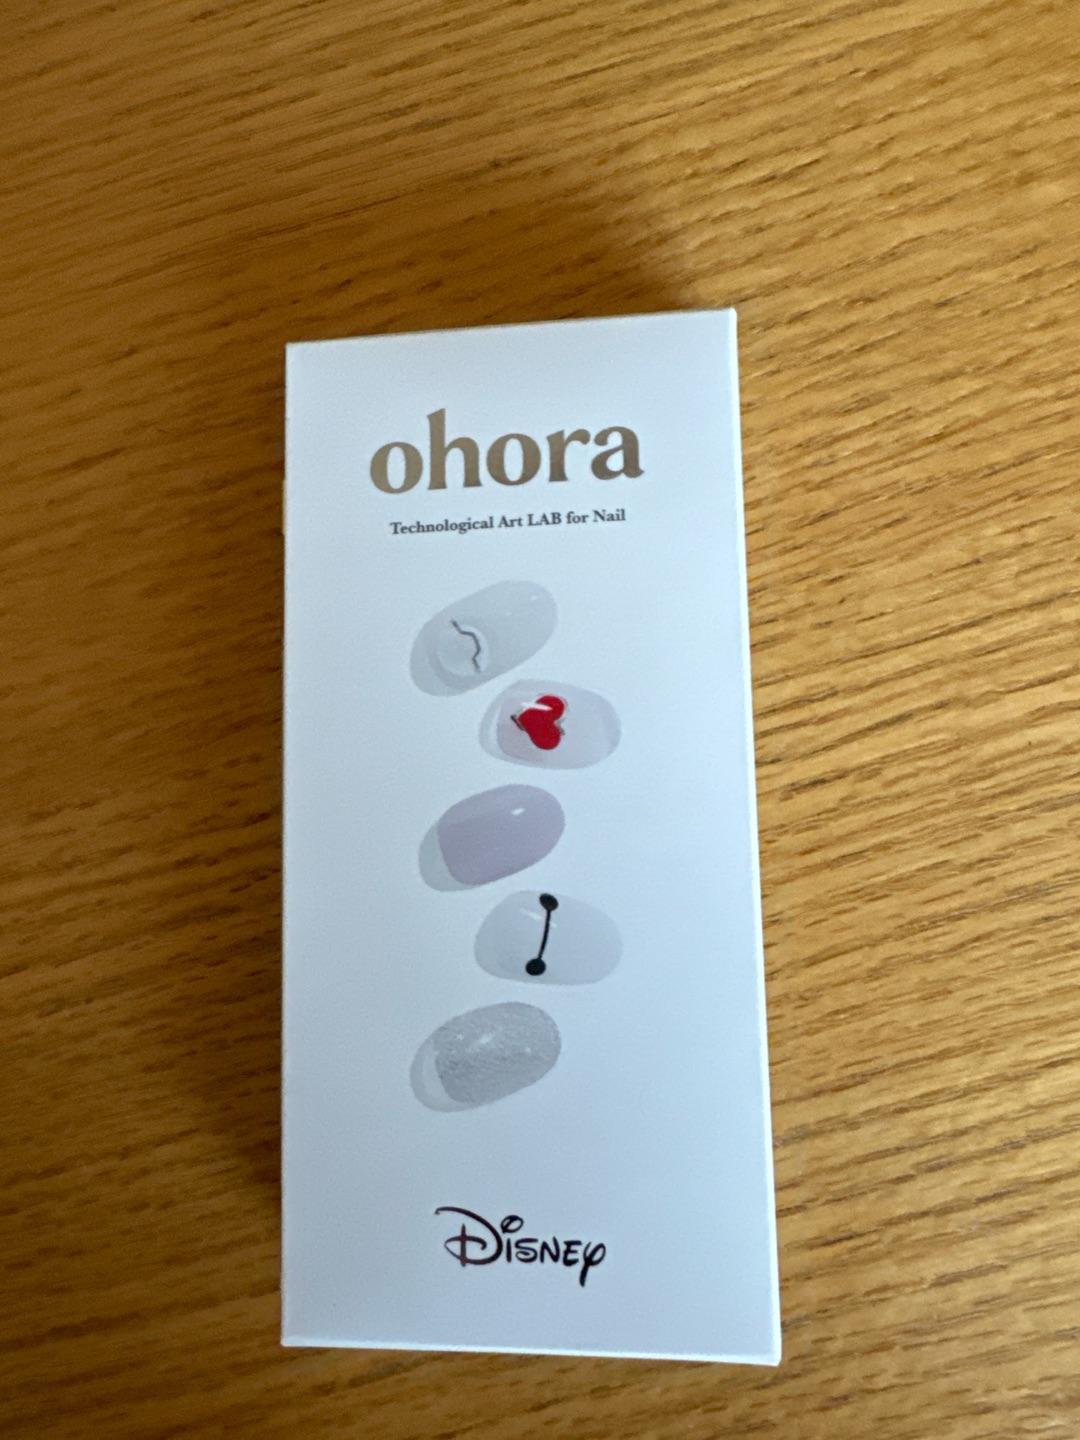 ohora
Technological Art LAB for Nail
Disney